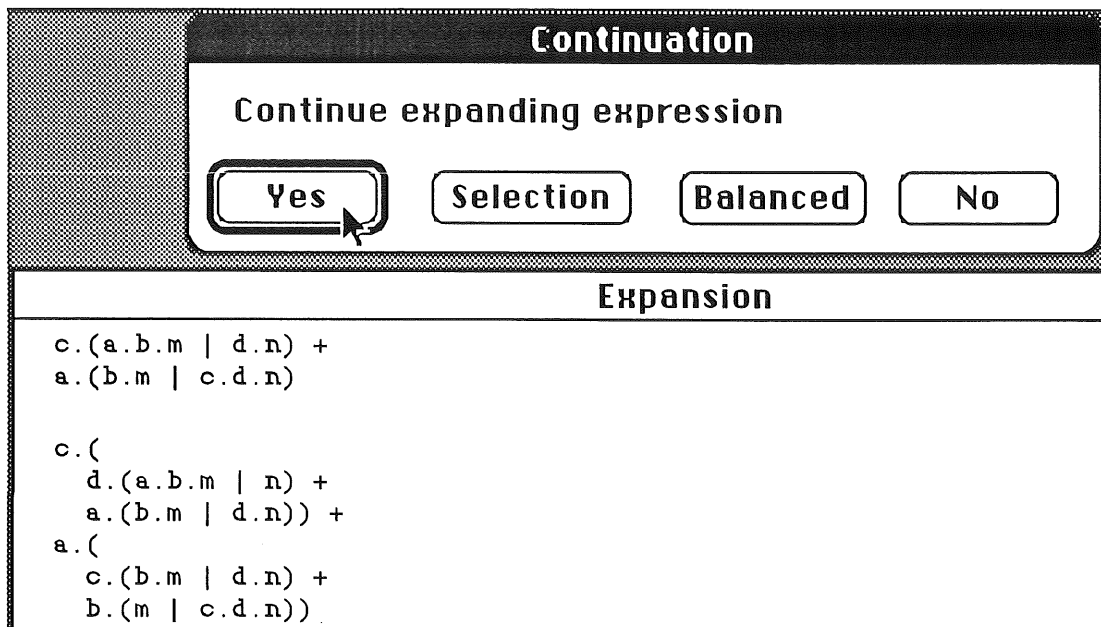 Continuation
Continue expanding expression
Yes Selection Balanced No
Expansion
c.(a.b.m | d.n) +
a.(b.m | c.d.n)
c.(
d.(a.b.m | n) +
a.(b.m | d.n)) +
a.(
c.(b.m | d.n) +
b.(m | c.d.n))